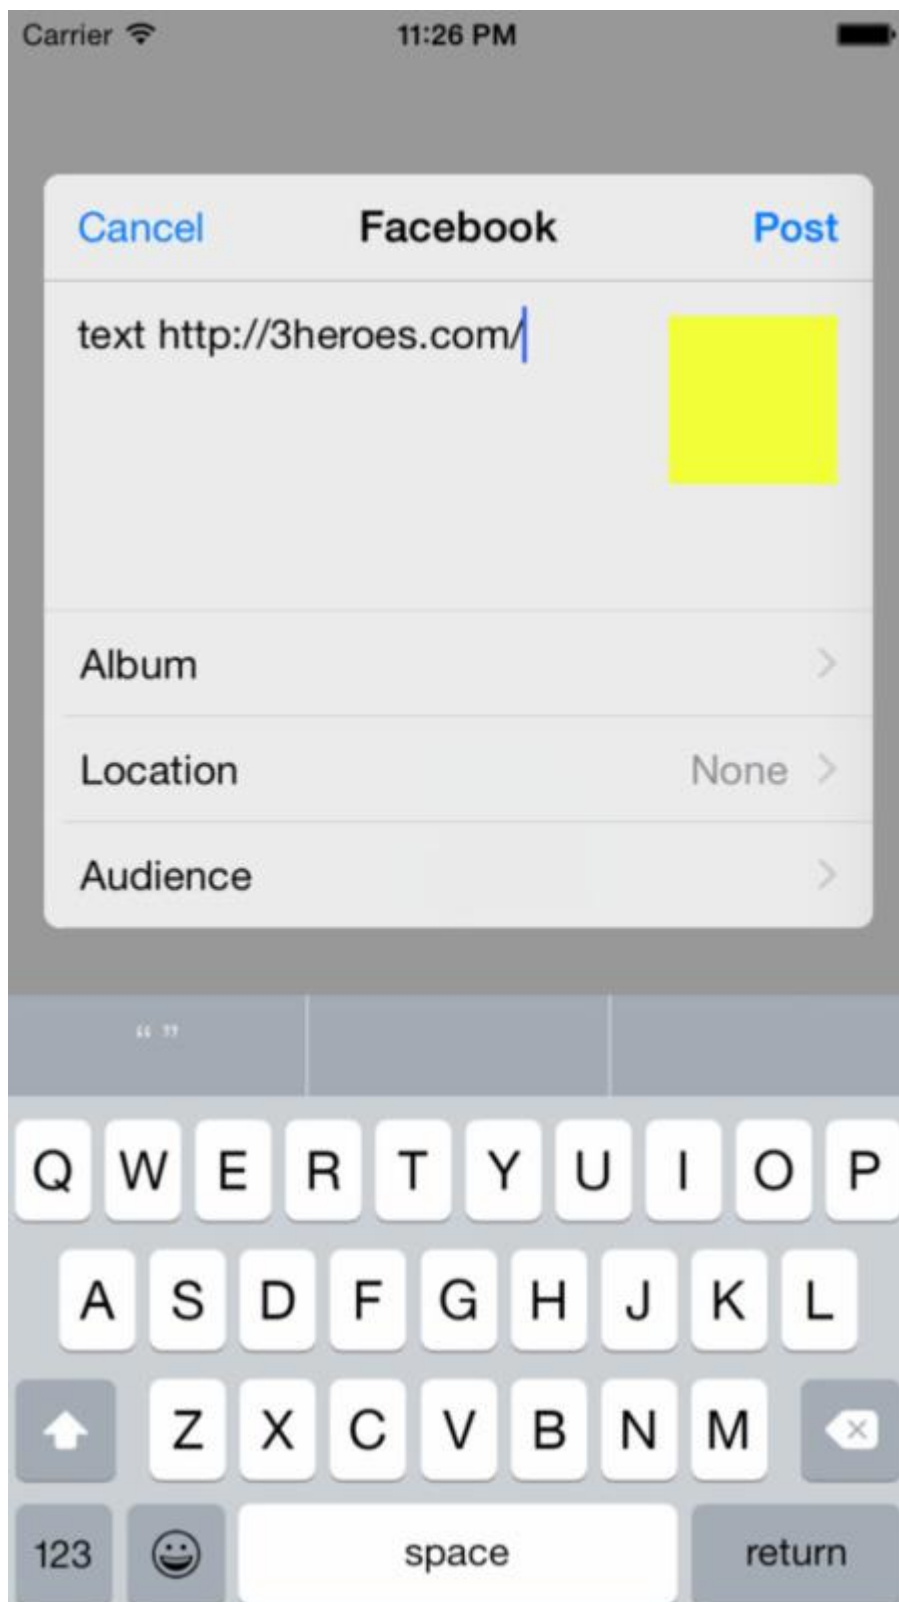 Carrier 11:26 PM
Cancel Facebook Post
text http://3heroes.com/
Album
Location None
Audience
“ ”
Q W E R T Y U I O P
A S D F G H J K L
Z X C V B N M
123 space return